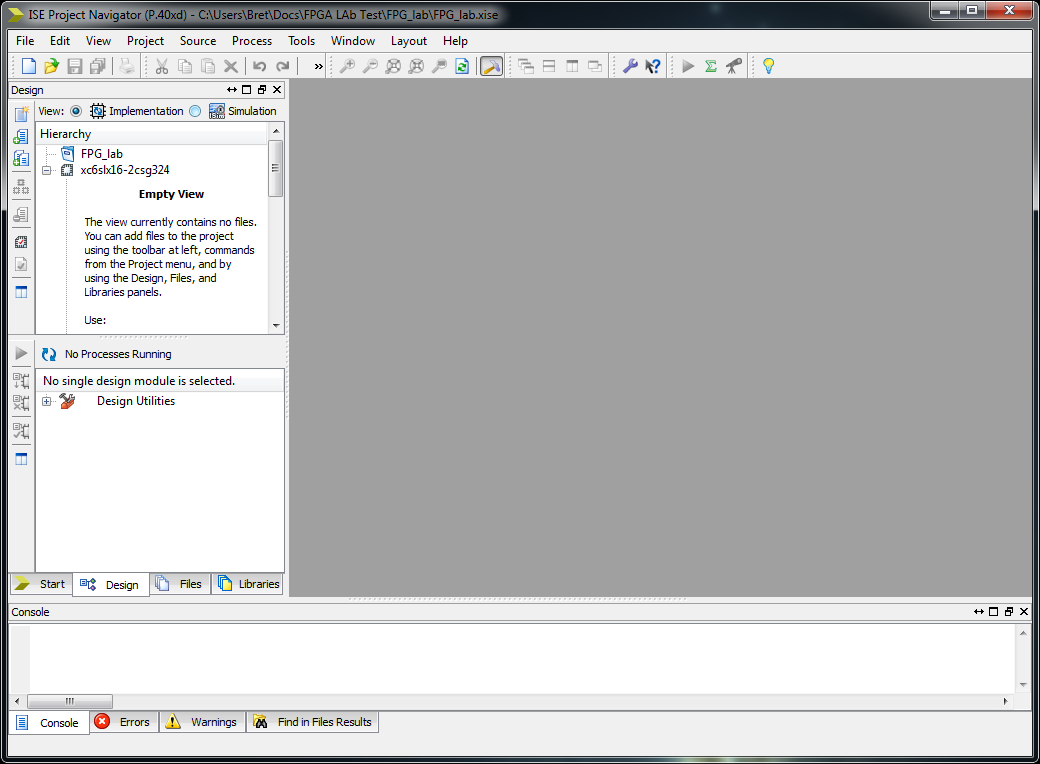 ISE Project Navigator (P.40xd) - C:\Users\Bret\Docs\FPGA LAb Test\FPG_lab\FPG_lab.xise
File Edit View Project Source Process Tools Window Layout Help
Design
View: Implementation Simulation
Hierarchy
FPG_lab
xc6slx16-2csg324
Empty View
The view currently contains no files.
You can add files to the project
using the toolbar at left, commands
from the Project menu, and by
using the Design, Files, and
Libraries panels.
Use:
No Processes Running
No single design module is selected.
Design Utilities
Start Design Files Libraries
Console
Console Errors Warnings Find in Files Results